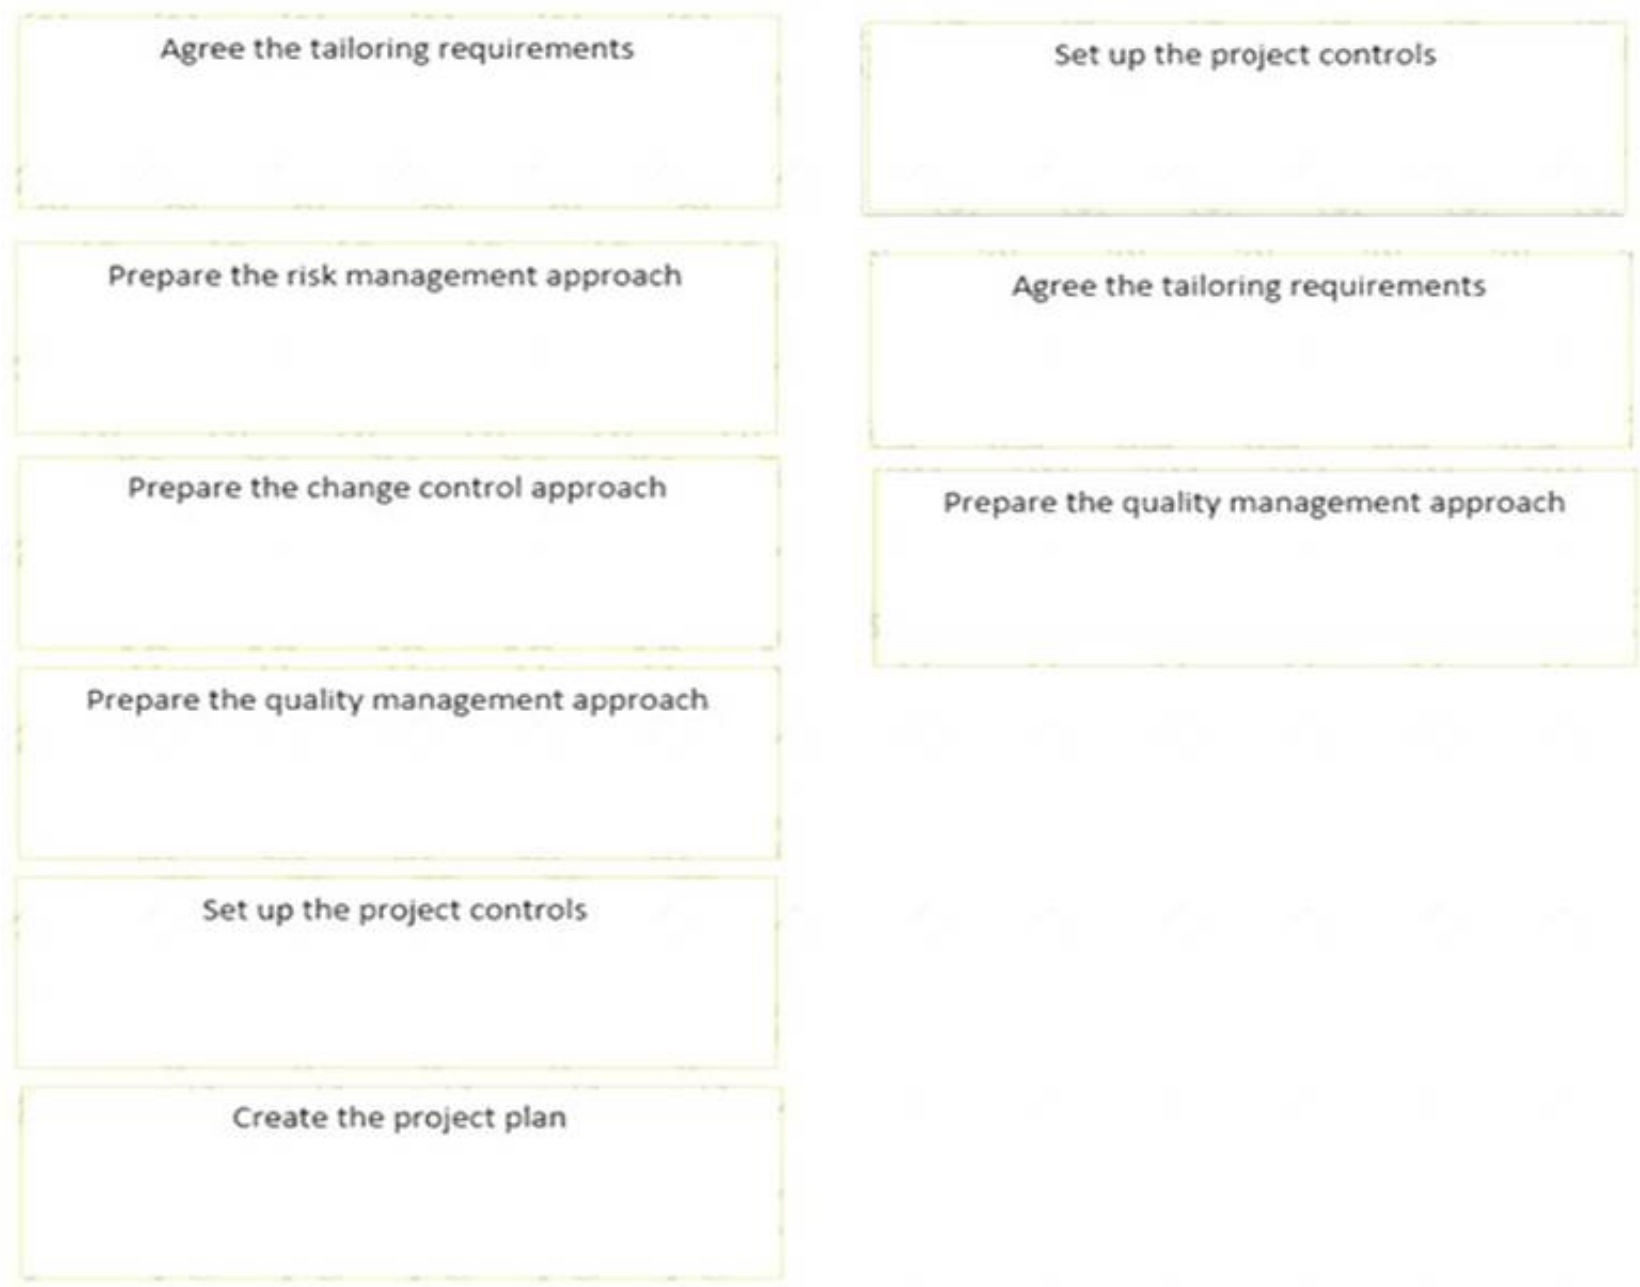 Agree the tailoring requirements
Prepare the risk management approach
Prepare the change control approach
Prepare the quality management approach
Set up the project controls
Create the project plan
Set up the project controls
Agree the tailoring requirements
Prepare the quality management approach